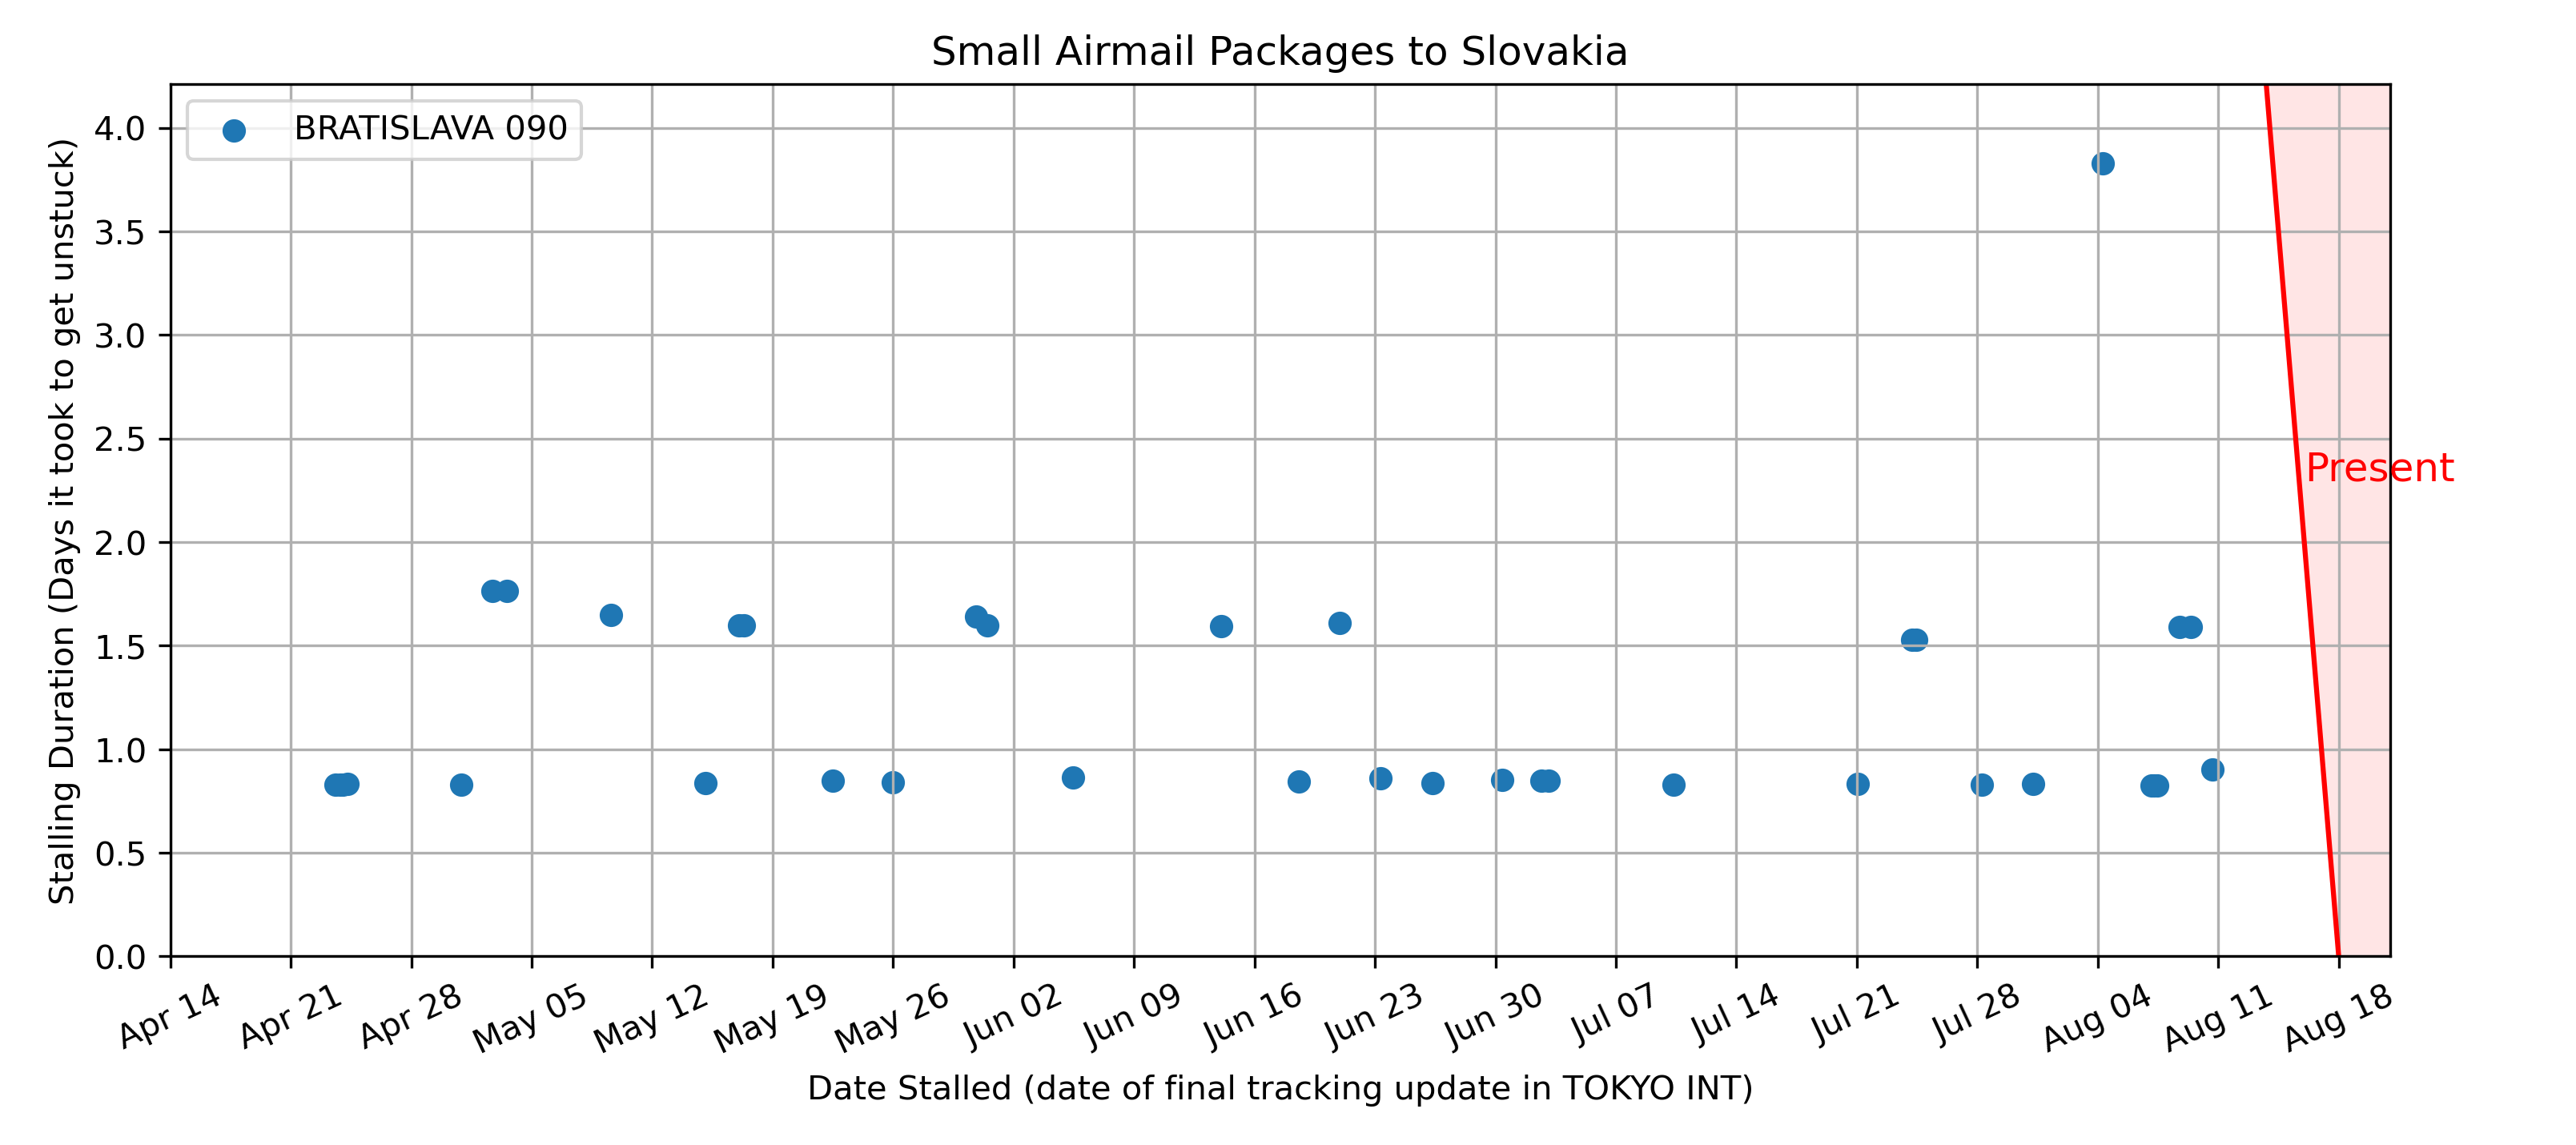 Small Airmail Packages to Slovakia
BRATISLAVA 090
Stalling Duration (Days it took to get unstuck)
4.0
3.5
3.0
2.5
2.0
1.5
1.0
0.5
0.0
Present
Apr 14
Apr 21
Apr 28
May 05
May 12
May 19
May 26
Jun 02
Jun 09
Jun 16
Jun 23
Jun 30
Jul 07
Jul 14
Jul 21
Jul 28
Aug 04
Aug 11
Aug 18
Date Stalled (date of final tracking update in TOKYO INT)